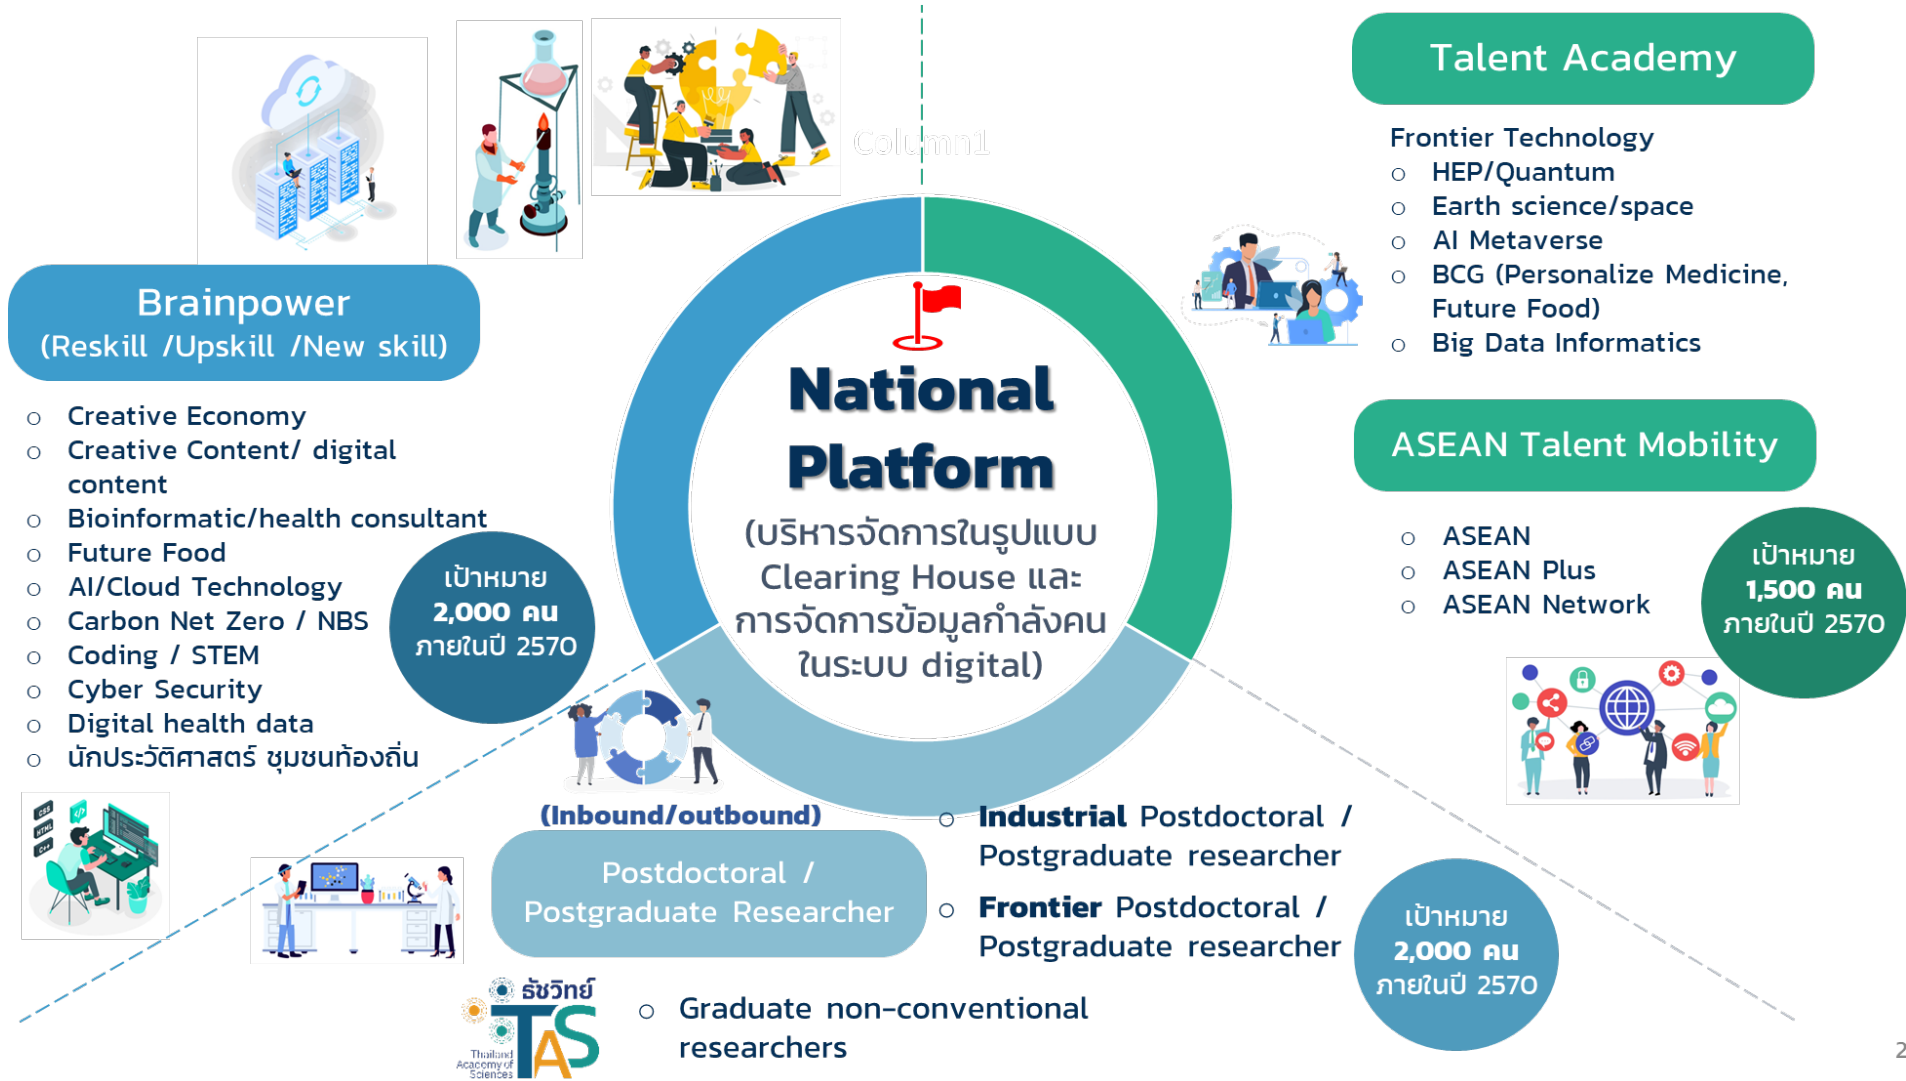 Column1
Brainpower
(Reskill /Upskill /New skill)
o Creative Economy
o Creative Content/ digital
content
o Bioinformatic/health consultant
o Future Food
o AI/Cloud Technology
o Carbon Net Zero / NBS
o Coding / STEM
o Cyber Security
o Digital health data
o นักประวัติศาสตร์ ชุมชนท้องถิ่น
เป้าหมาย
2,000 คน
ภายในปี 2570
CSS
HTML
C++
National
Platform
(บริหารจัดการในรูปแบบ
Clearing House และ
การจัดการข้อมูลกำลังคน
ในระบบ digital)
Talent Academy
Frontier Technology
o HEP/Quantum
o Earth science/space
o AI Metaverse
o BCG (Personalize Medicine,
Future Food)
o Big Data Informatics
ASEAN Talent Mobility
o ASEAN
o ASEAN Plus
o ASEAN Network
เป้าหมาย
1,500 คน
ภายในปี 2570
(Inbound/outbound)
Postdoctoral /
Postgraduate Researcher
o Industrial Postdoctoral /
Postgraduate researcher
o Frontier Postdoctoral /
Postgraduate researcher
เป้าหมาย
2,000 คน
ภายในปี 2570
ธัชวิทย์
TAS
Thailand
Academy of
Sciences
o Graduate non-conventional
researchers
2